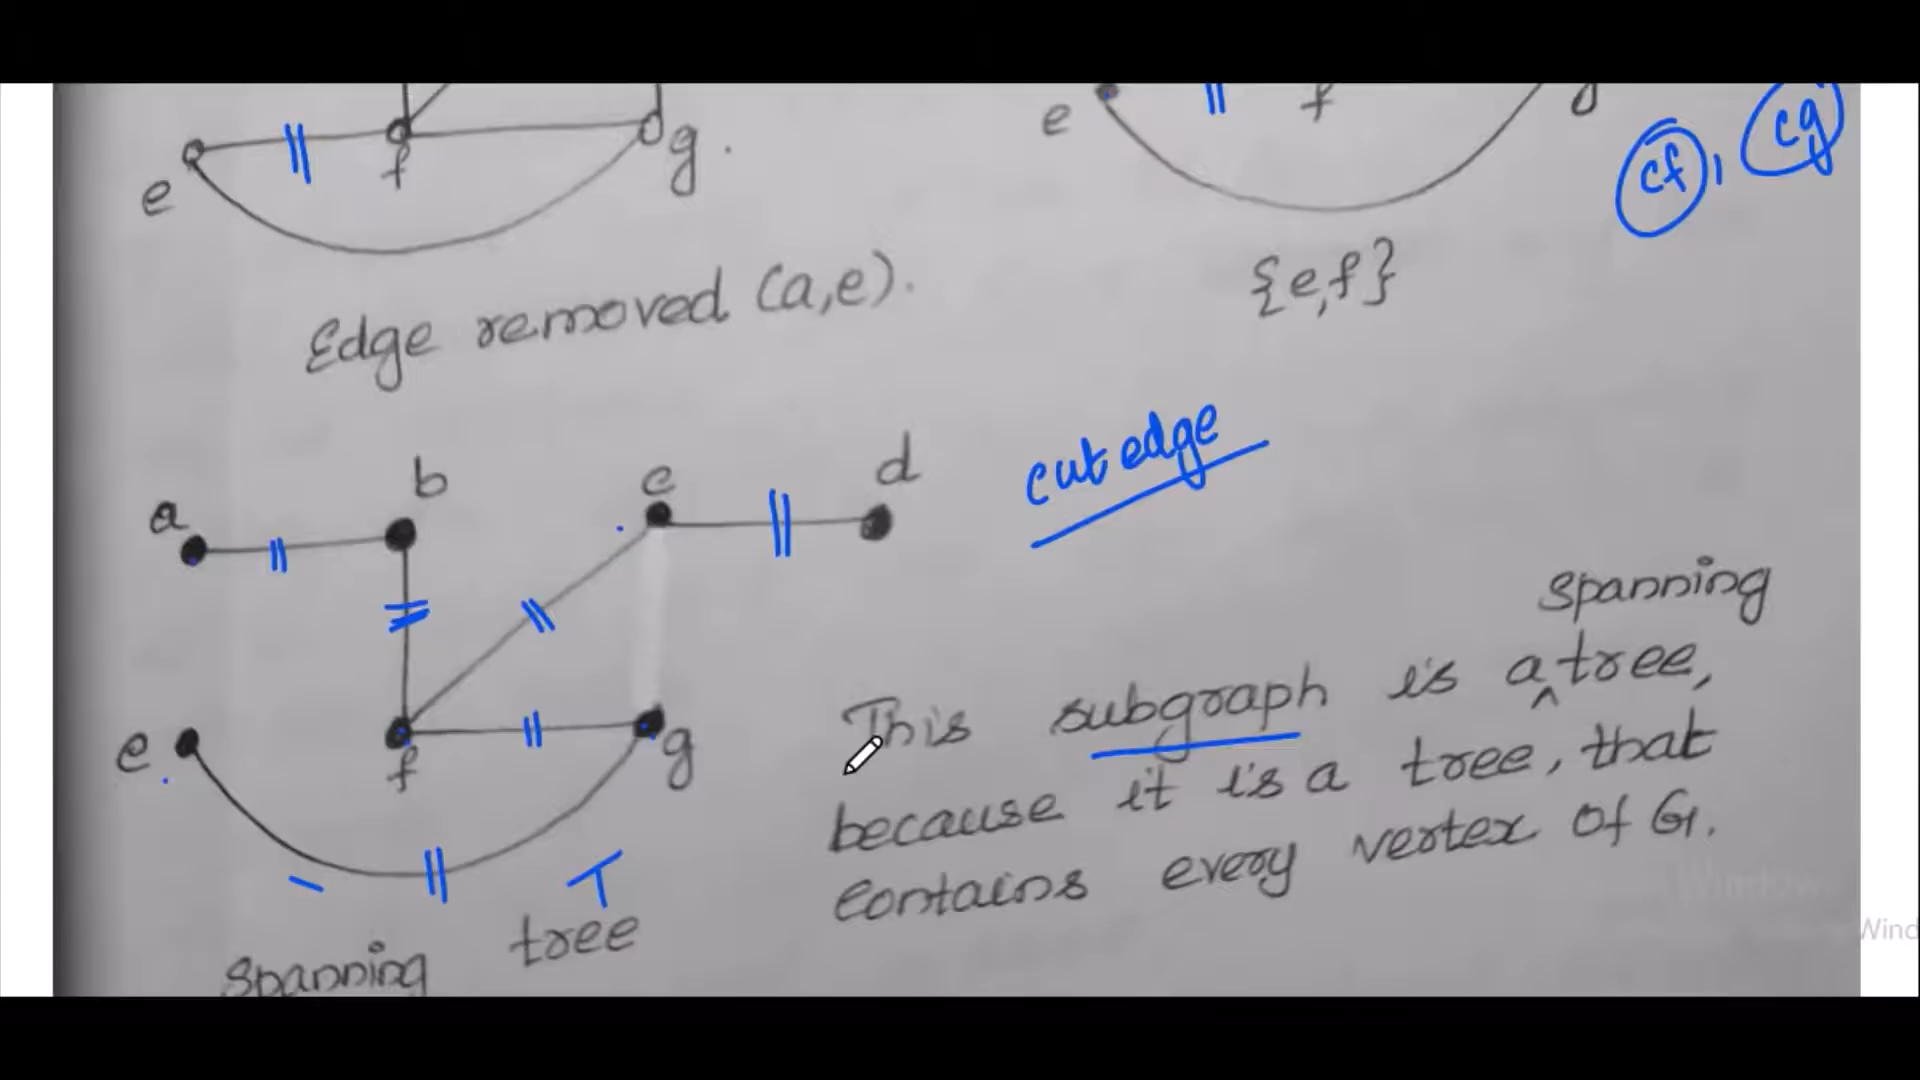 e f g.
e f g
cf, cg
Edge removed (a,e).
{e,f}
a b c d
cut edge
e f g
spanning
This subgraph is a ^ tree,
because it is a tree, that
contains every vertex of G.
T
spanning tree
Wind